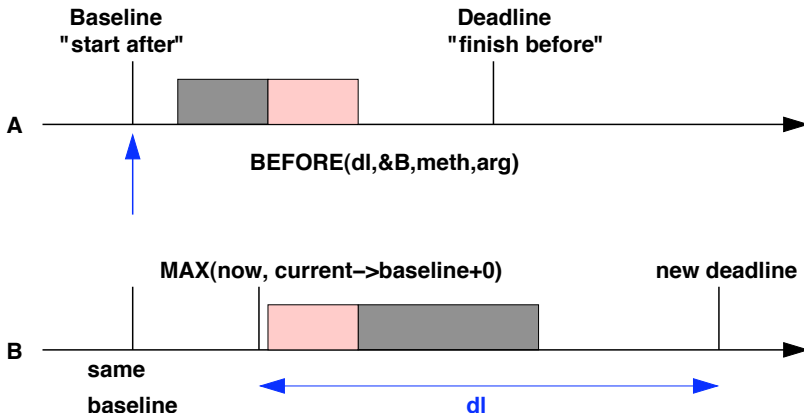 Baseline
"start after"
Deadline
"finish before"
A
BEFORE(dl,&B,meth,arg)
MAX(now, current−>baseline+0)
new deadline
B
same
baseline
dl